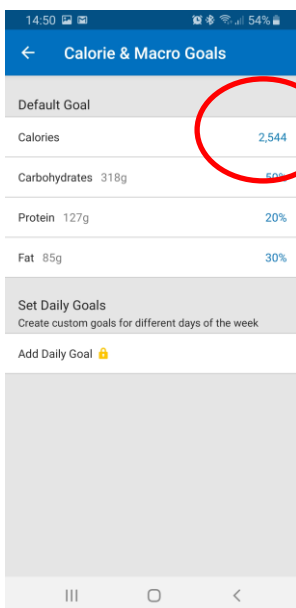 14:50 54%
Calorie & Macro Goals
Default Goal
Calories 2,544
Carbohydrates 318g 50%
Protein 127g 20%
Fat 85g 30%
Set Daily Goals
Create custom goals for different days of the week
Add Daily Goal